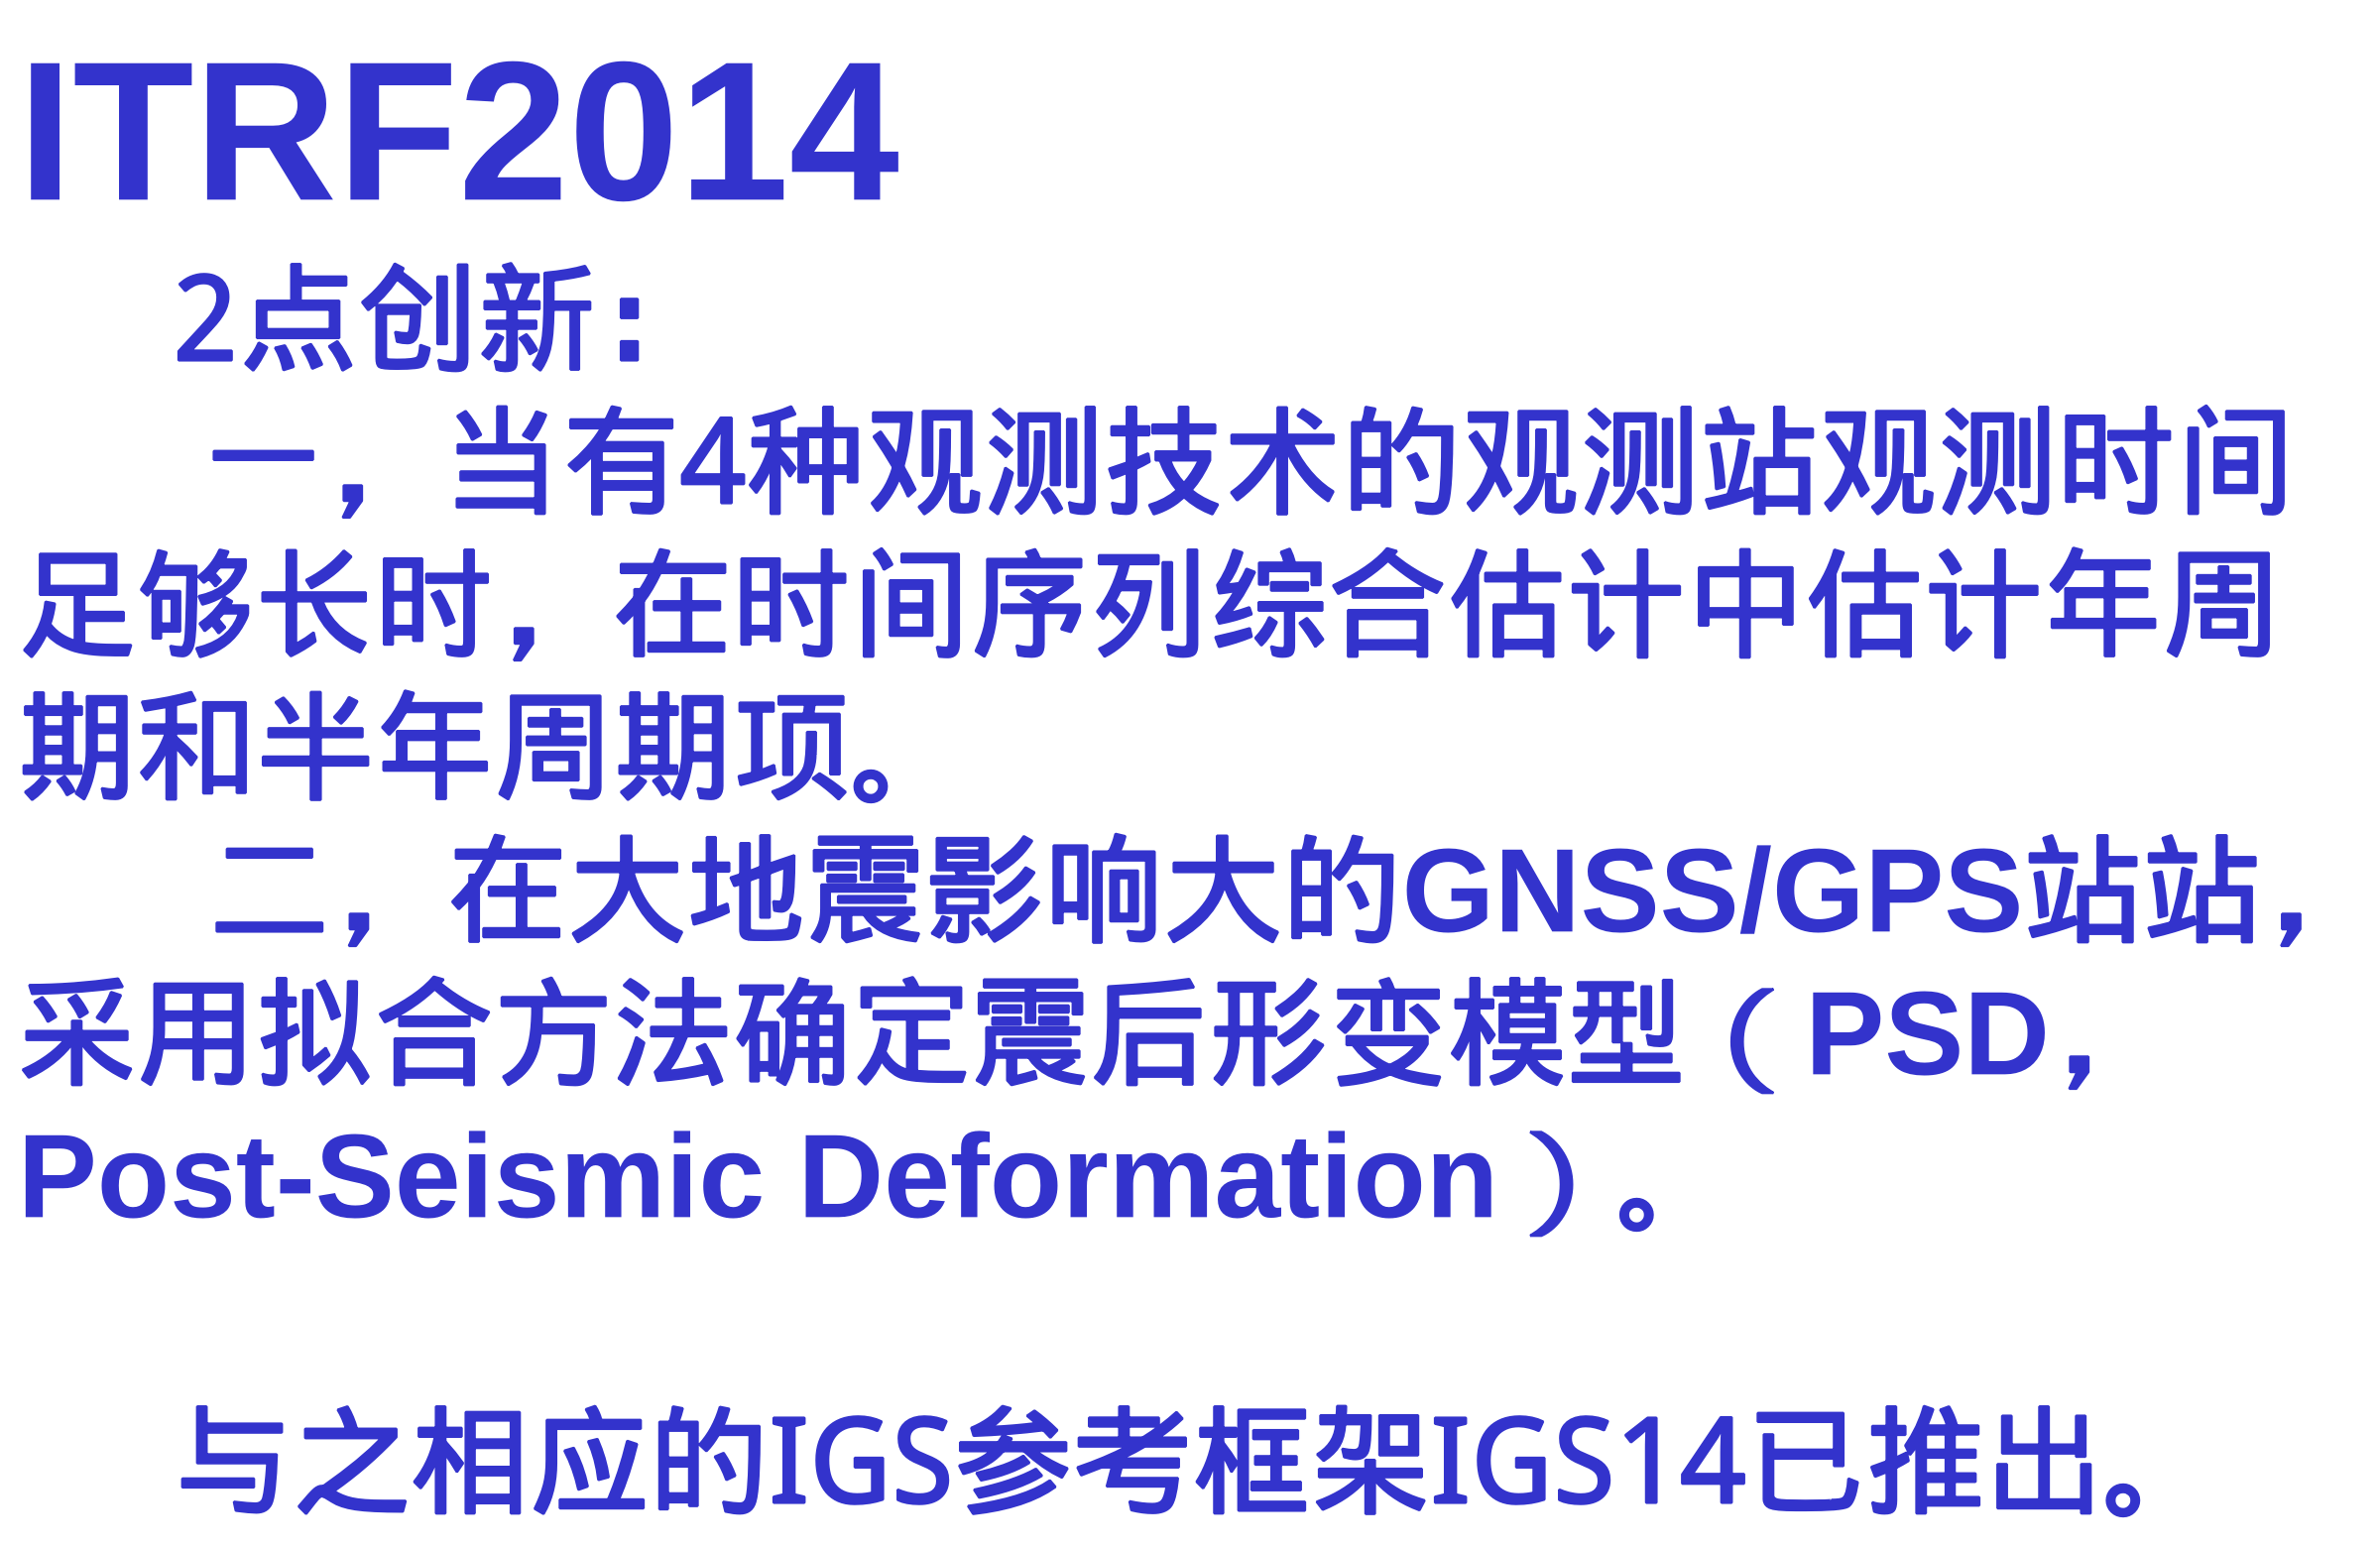 ITRF2014
2点创新：
一，当有4种观测技术的观测站观测时间
足够长时，在时间序列综合估计中估计年周
期和半年周期项。
二，在大地震影响大的GNSS/GPS站站，
采用拟合方法确定震后形变模型（PSD，
Post-Seismic Deformation）。
与之相应的IGS参考框架IGS14已推出。